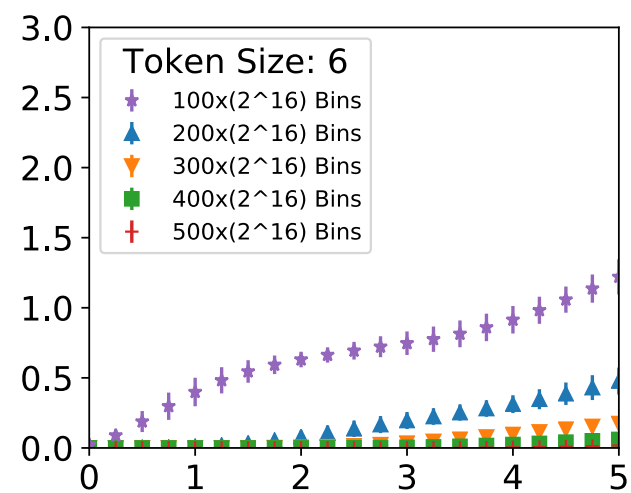 3.0
Token Size: 6
100x(2^16) Bins
200x(2^16) Bins
300x(2^16) Bins
400x(2^16) Bins
500x(2^16) Bins
2.5
2.0
1.5
1.0
0.5
0.0
0 1 2 3 4 5